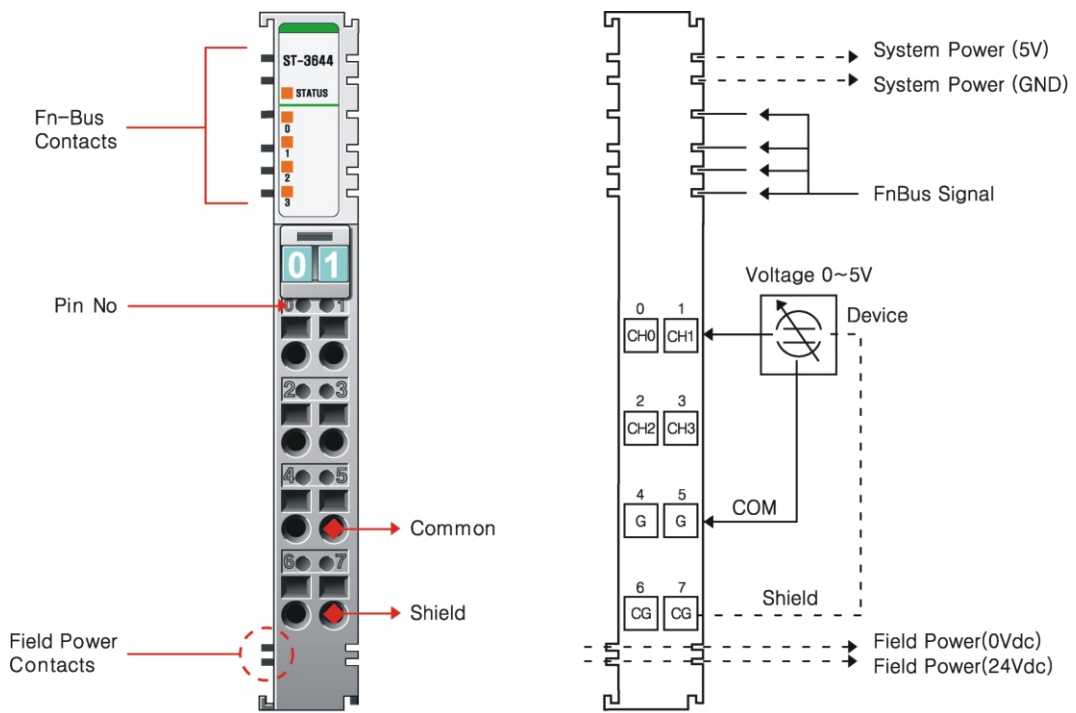 ST-3644
STATUS
0
1
2
3
Fn-Bus
Contacts
01
Pin No
0 1
2 3
4 5
Common
6 7
Shield
Field Power
Contacts
System Power (5V)
System Power (GND)
FnBus Signal
Voltage 0~5V
Device
0 1
CH0 CH1
2 3
CH2 CH3
4 5
G G
COM
6 7
CG CG
Shield
Field Power(0Vdc)
Field Power(24Vdc)